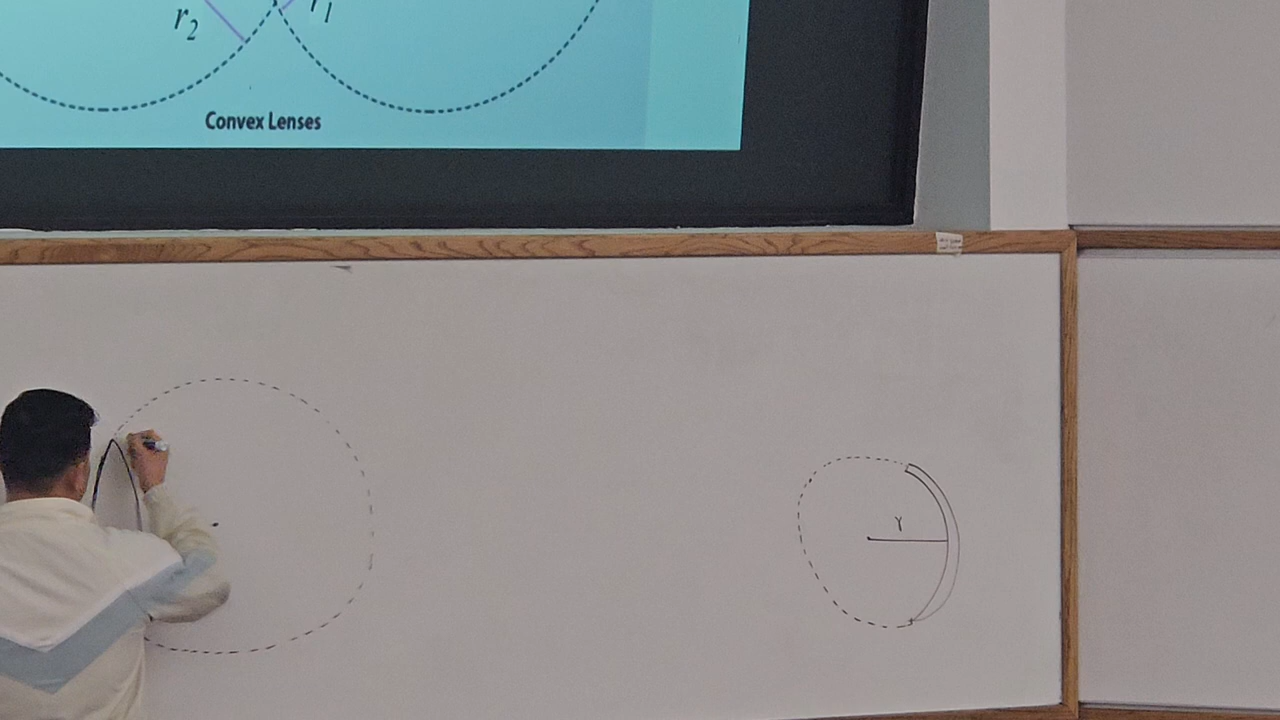 r₂
r₁
Convex Lenses
r